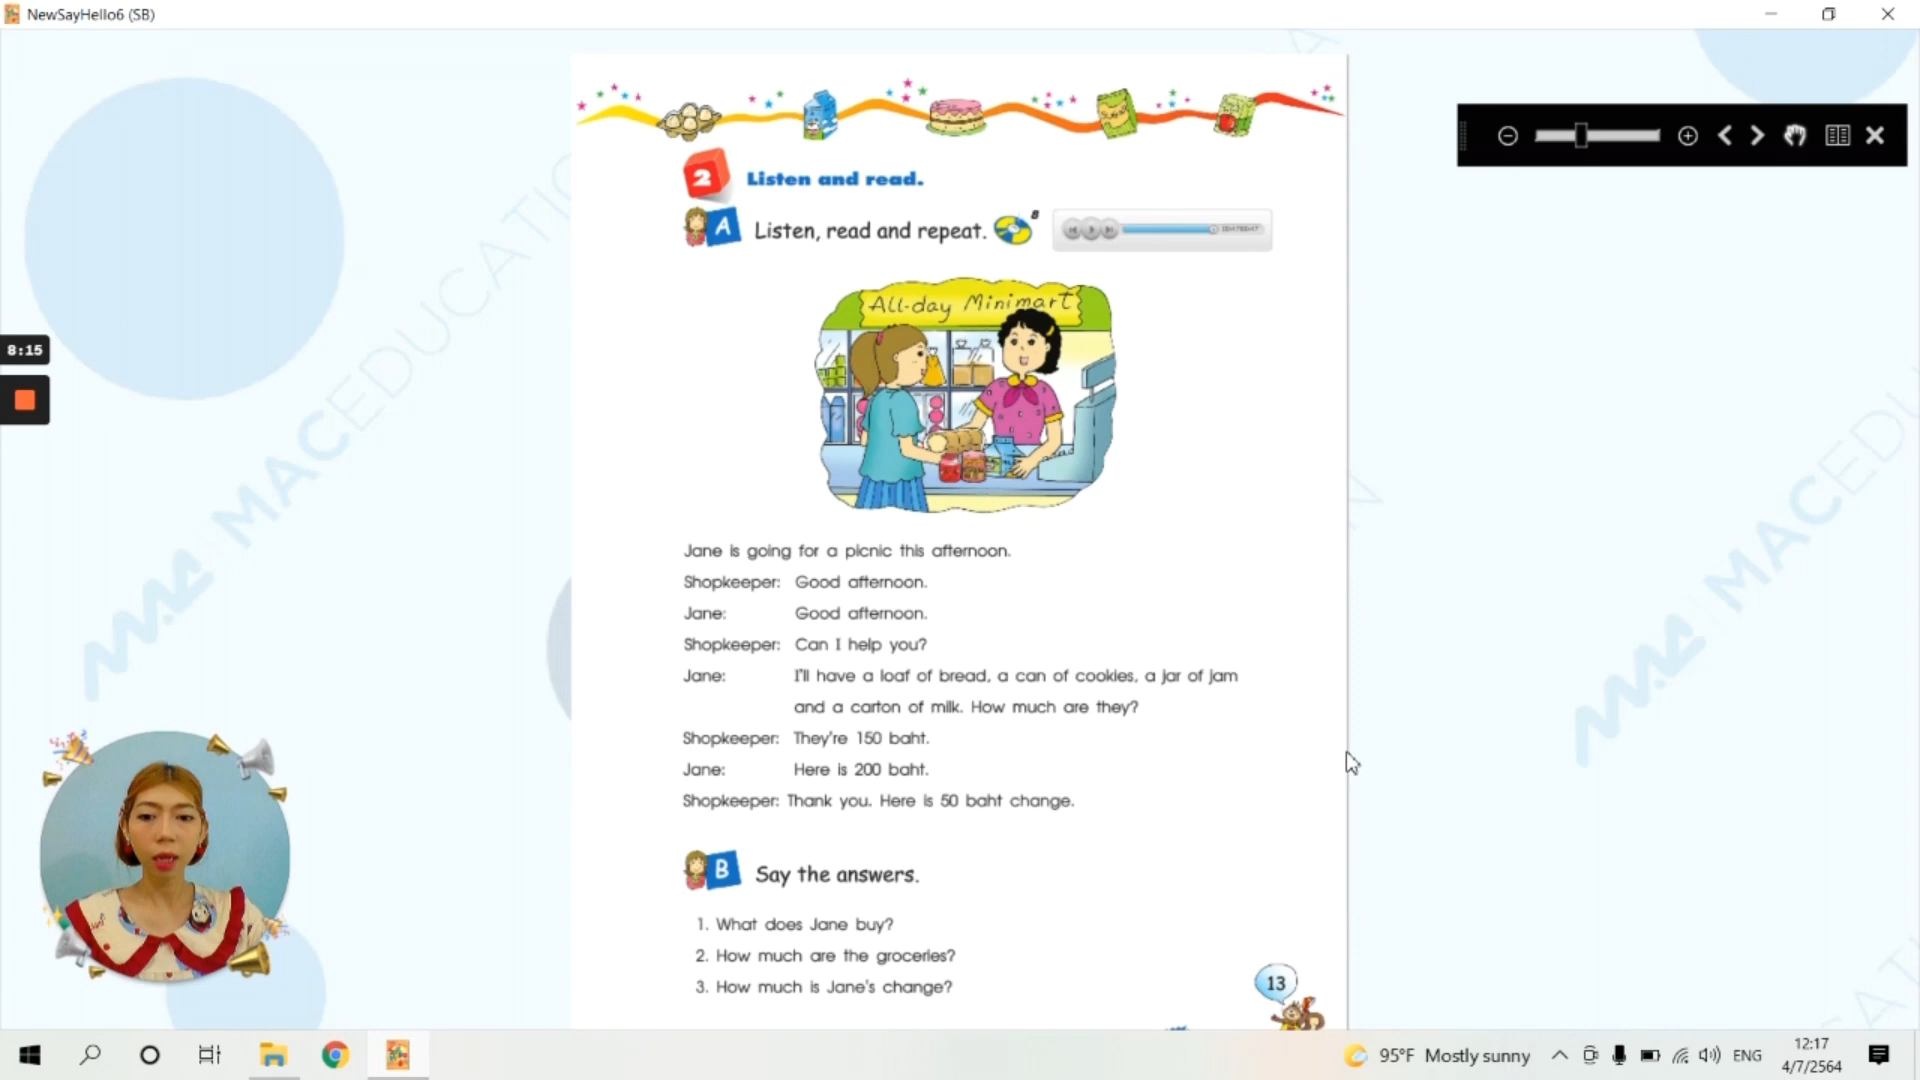 NewSayHello6 (SB)
2 Listen and read.
A Listen, read and repeat. 8
All-day Minimart
8:15
Jane is going for a picnic this afternoon.
Shopkeeper: Good afternoon.
Jane: Good afternoon.
Shopkeeper: Can I help you?
Jane: I'll have a loaf of bread, a can of cookies, a jar of jam
and a carton of milk. How much are they?
Shopkeeper: They're 150 baht.
Jane: Here is 200 baht.
Shopkeeper: Thank you. Here is 50 baht change.
B Say the answers.
1. What does Jane buy?
2. How much are the groceries?
3. How much is Jane's change?
13
MACEDUCATION
MACEDU
95°F Mostly sunny
ENG
12:17
4/7/2564